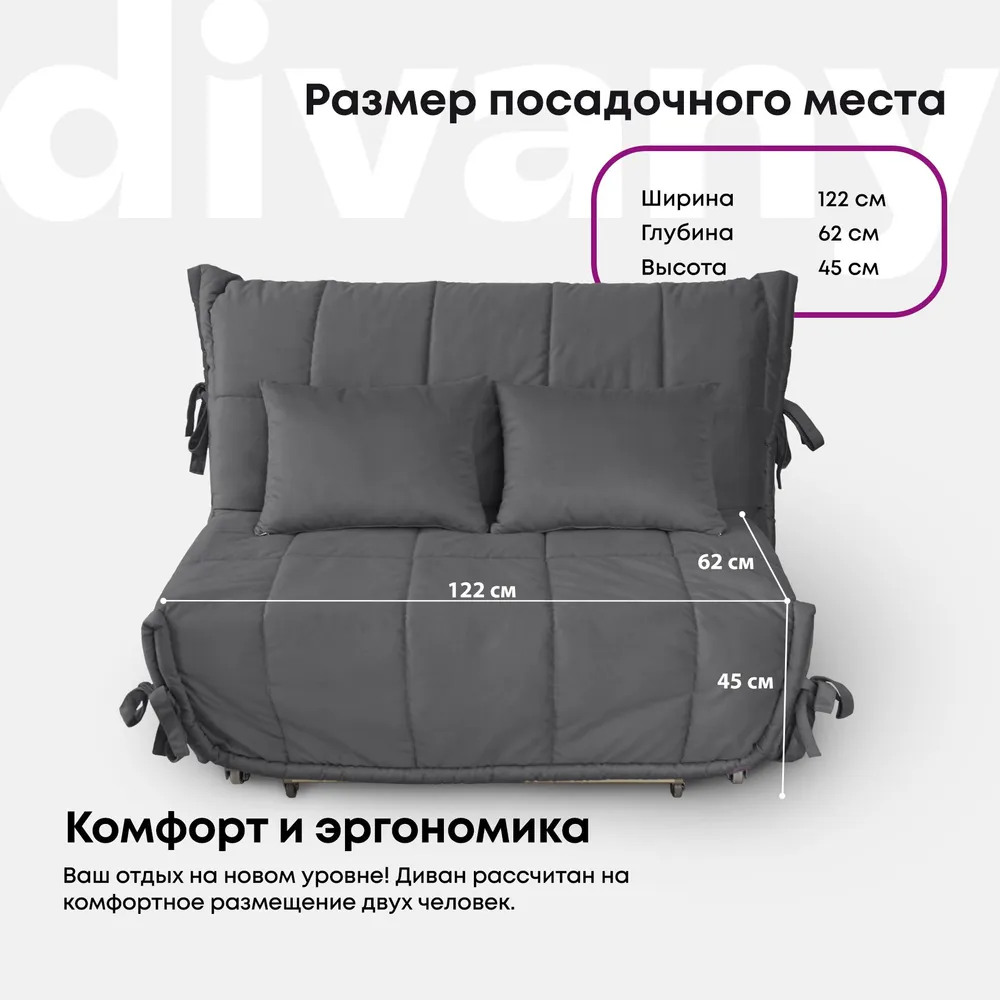 divany
Размер посадочного места
Ширина 122 см
Глубина 62 см
Высота 45 см
62 см
122 см
45 см
Комфорт и эргономика
Ваш отдых на новом уровне! Диван рассчитан на
комфортное размещение двух человек.